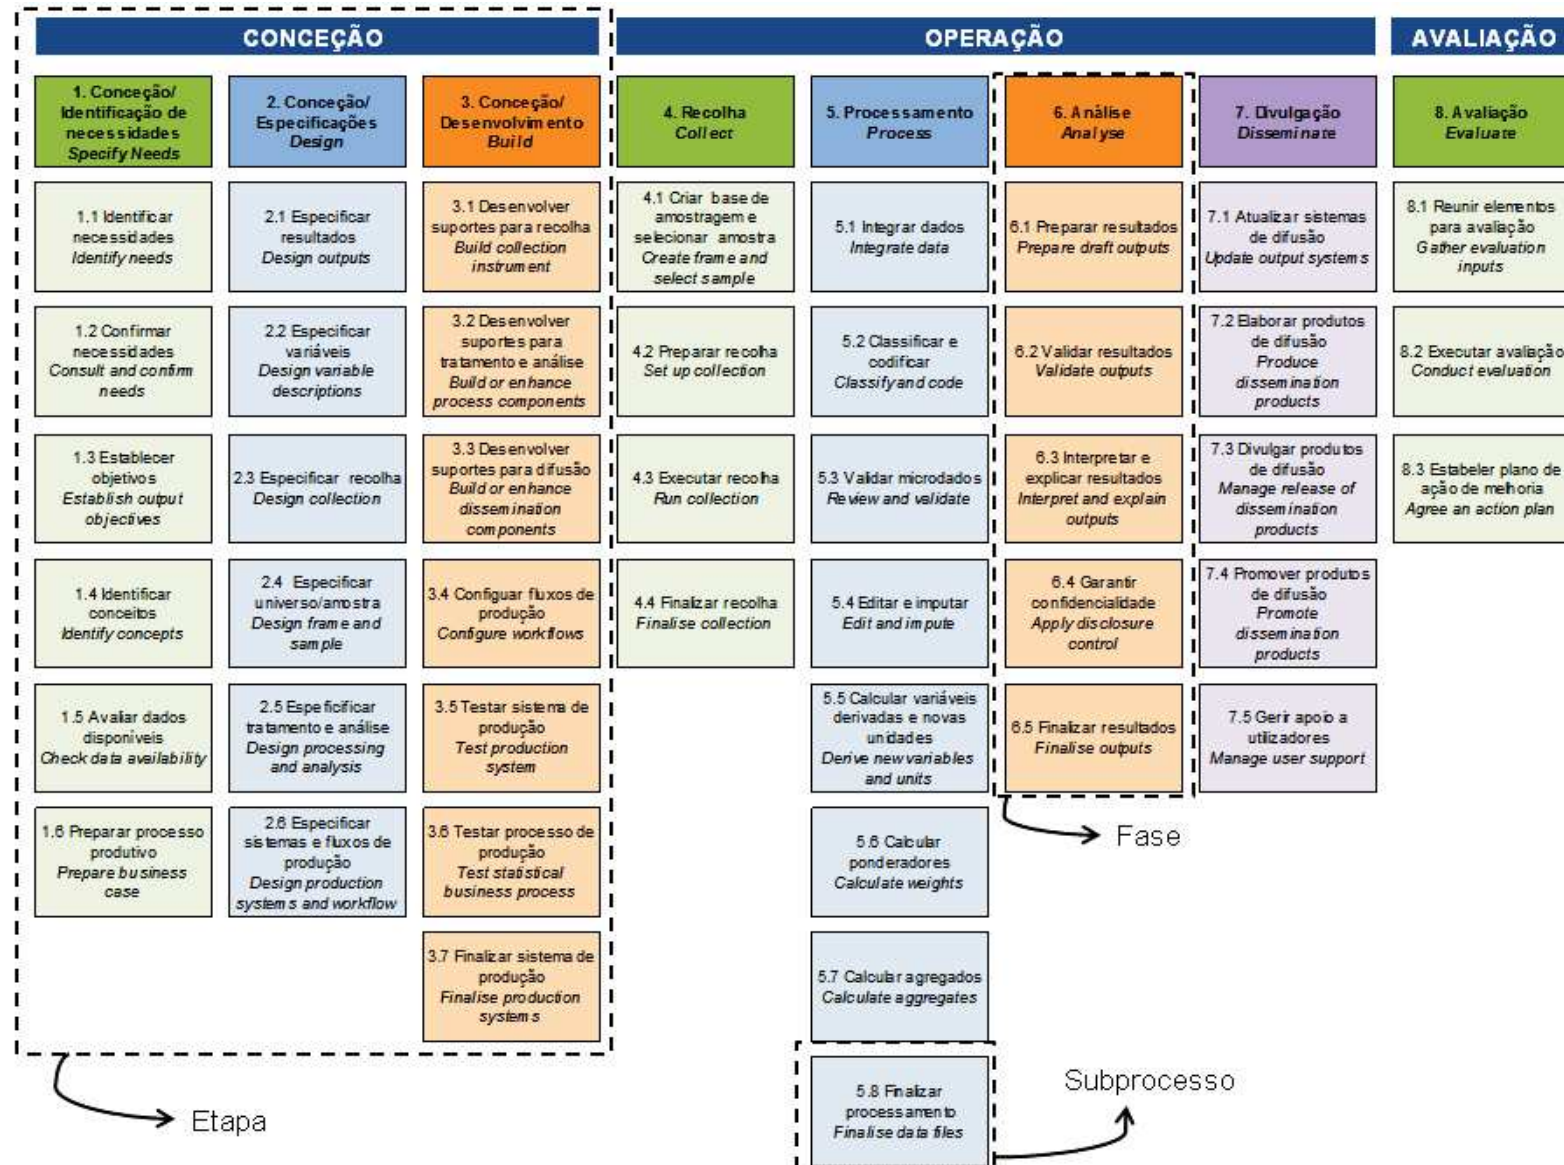 CONCEÇÃO
OPERAÇÃO
AVALIAÇÃO
1. Conceção/
Identificação de
necessidades
Specify Needs
2. Conceção/
Especificações
Design
3. Conceção/
Desenvolvimento
Build
4. Recolha
Collect
5. Processamento
Process
6. Análise
Analyse
7. Divulgação
Disseminate
8. Avaliação
Evaluate
1.1 Identificar
necessidades
Identify needs
2.1 Especificar
resultados
Design outputs
3.1 Desenvolver
suportes para recolha
Build collection
instrument
4.1 Criar base de
amostragem e
selecionar amostra
Create frame and
select sample
5.1 Integrar dados
Integrate data
6.1 Preparar resultados
Prepare draft outputs
7.1 Atualizar sistemas
de difusão
Update output systems
8.1 Reunir elementos
para avaliação
Gather evaluation
inputs
1.2 Confirmar
necessidades
Consult and confirm
needs
2.2 Especificar
variáveis
Design variable
descriptions
3.2 Desenvolver
suportes para
tratamento e análise
Build or enhance
process components
4.2 Preparar recolha
Set up collection
5.2 Classificar e
codificar
Classify and code
6.2 Validar resultados
Validate outputs
7.2 Elaborar produtos
de difusão
Produce
dissemination
products
8.2 Executar avaliação
Conduct evaluation
1.3 Establecer
objetivos
Establish output
objectives
2.3 Especificar recolha
Design collection
3.3 Desenvolver
suportes para difusão
Build or enhance
dissemination
components
4.3 Executar recolha
Run collection
5.3 Validar microdados
Review and validate
6.3 Interpretar e
explicar resultados
Interpret and explain
outputs
7.3 Divulgar produtos
de difusão
Manage release of
dissemination
products
8.3 Estabeler plano de
ação de melhoria
Agree an action plan
1.4 Identificar
conceitos
Identify concepts
2.4 Especificar
universo/amostra
Design frame and
sample
3.4 Configuar fluxos de
produção
Configure workflows
4.4 Finalizar recolha
Finalise collection
5.4 Editar e imputar
Edit and impute
6.4 Garantir
confidencialidade
Apply disclosure
control
7.4 Promover produtos
de difusão
Promote
dissemination
products
1.5 Avaliar dados
disponíveis
Check data availability
2.5 Espeficificar
tratamento e análise
Design processing
and analysis
3.5 Testar sistema de
produção
Test production
system
5.5 Calcular variáveis
derivadas e novas
unidades
Derive new variables
and units
6.5 Finalizar resultados
Finalise outputs
7.5 Gerir apoio a
utilizadores
Manage user support
1.6 Preparar processo
produtivo
Prepare business
case
2.6 Especificar
sistemas e fluxos de
produção
Design production
systems and workflow
3.6 Testar processo de
produção
Test statistical
business process
5.6 Calcular
ponderadores
Calculate weights
Fase
3.7 Finalizar sistema de
produção
Finalise production
systems
5.7 Calcular agregados
Calculate aggregates
5.8 Finalizar
processamento
Finalise data files
Subprocesso
Etapa